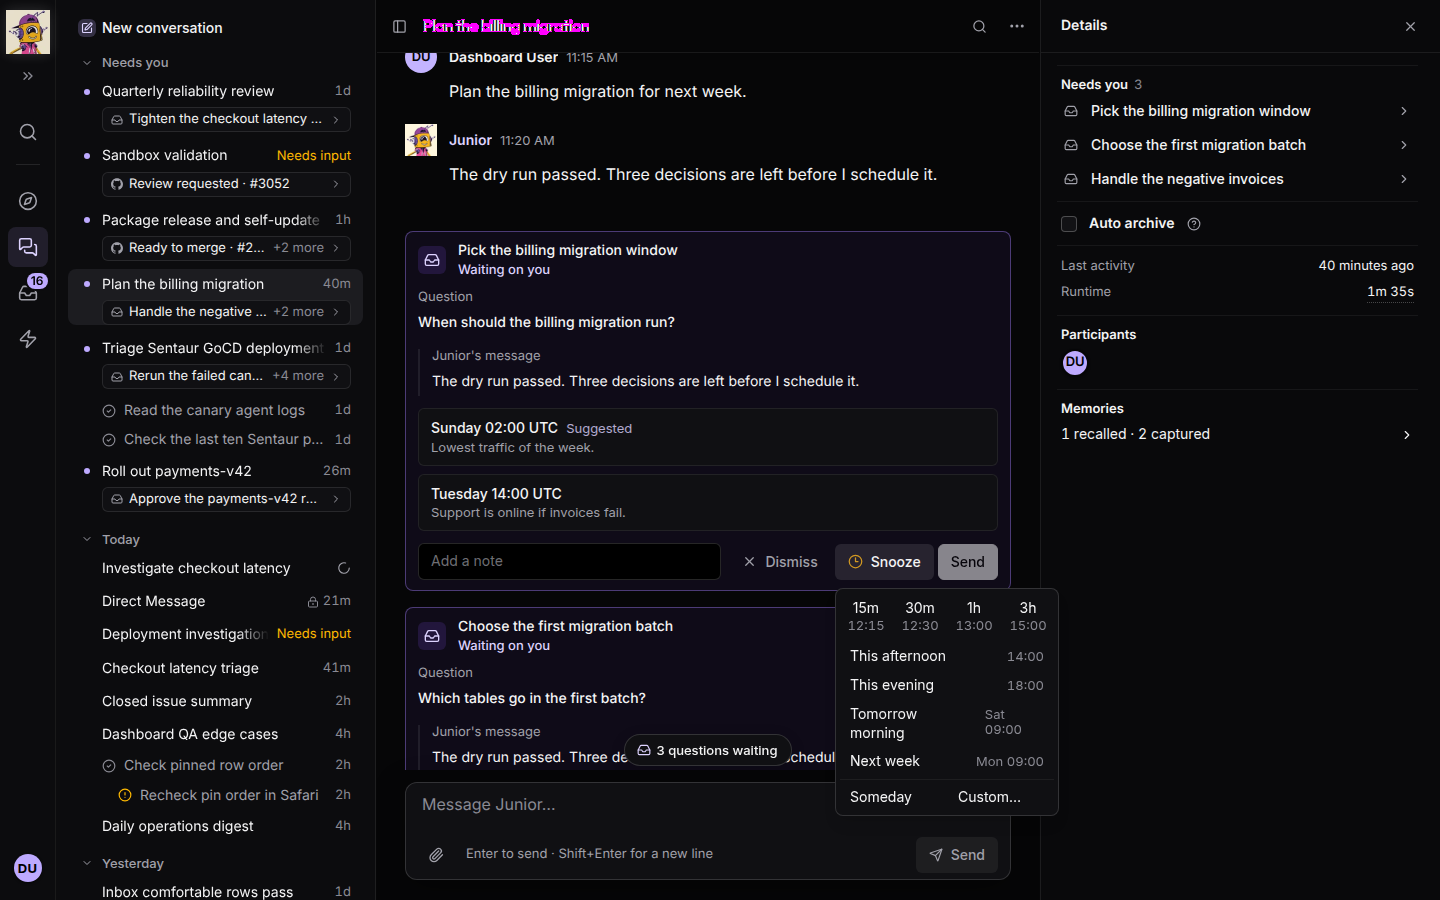 New conversation
Needs you
Quarterly reliability review 1d
Tighten the checkout latency ...
Sandbox validation Needs input
Review requested · #3052
Package release and self-update 1h
Ready to merge · #2... +2 more
Plan the billing migration 40m
Handle the negative ... +2 more
Triage Sentaur GoCD deployment 1d
Rerun the failed can... +4 more
Read the canary agent logs 1d
Check the last ten Sentaur p... 1d
Roll out payments-v42 26m
Approve the payments-v42 r...
Today
Investigate checkout latency
Direct Message 21m
Deployment investigation Needs input
Checkout latency triage 41m
Closed issue summary 2h
Dashboard QA edge cases 4h
Check pinned row order 2h
Recheck pin order in Safari 2h
Daily operations digest 4h
Yesterday
Inbox comfortable rows pass 1d
16
DU
Plan the billing migration
DU Dashboard User 11:15 AM
Plan the billing migration for next week.
Junior 11:20 AM
The dry run passed. Three decisions are left before I schedule it.
Pick the billing migration window
Waiting on you
Question
When should the billing migration run?
Junior's message
The dry run passed. Three decisions are left before I schedule it.
Sunday 02:00 UTC Suggested
Lowest traffic of the week.
Tuesday 14:00 UTC
Support is online if invoices fail.
Add a note Dismiss Snooze Send
Choose the first migration batch
Waiting on you
Question
Which tables go in the first batch?
Junior's message
The dry run passed. Three de
schedul
3 questions waiting
15m 30m 1h 3h
12:15 12:30 13:00 15:00
This afternoon 14:00
This evening 18:00
Tomorrow morning Sat 09:00
Next week Mon 09:00
Someday Custom...
Message Junior...
Enter to send · Shift+Enter for a new line Send
Details
Needs you 3
Pick the billing migration window
Choose the first migration batch
Handle the negative invoices
Auto archive
Last activity 40 minutes ago
Runtime 1m 35s
Participants
DU
Memories
1 recalled · 2 captured